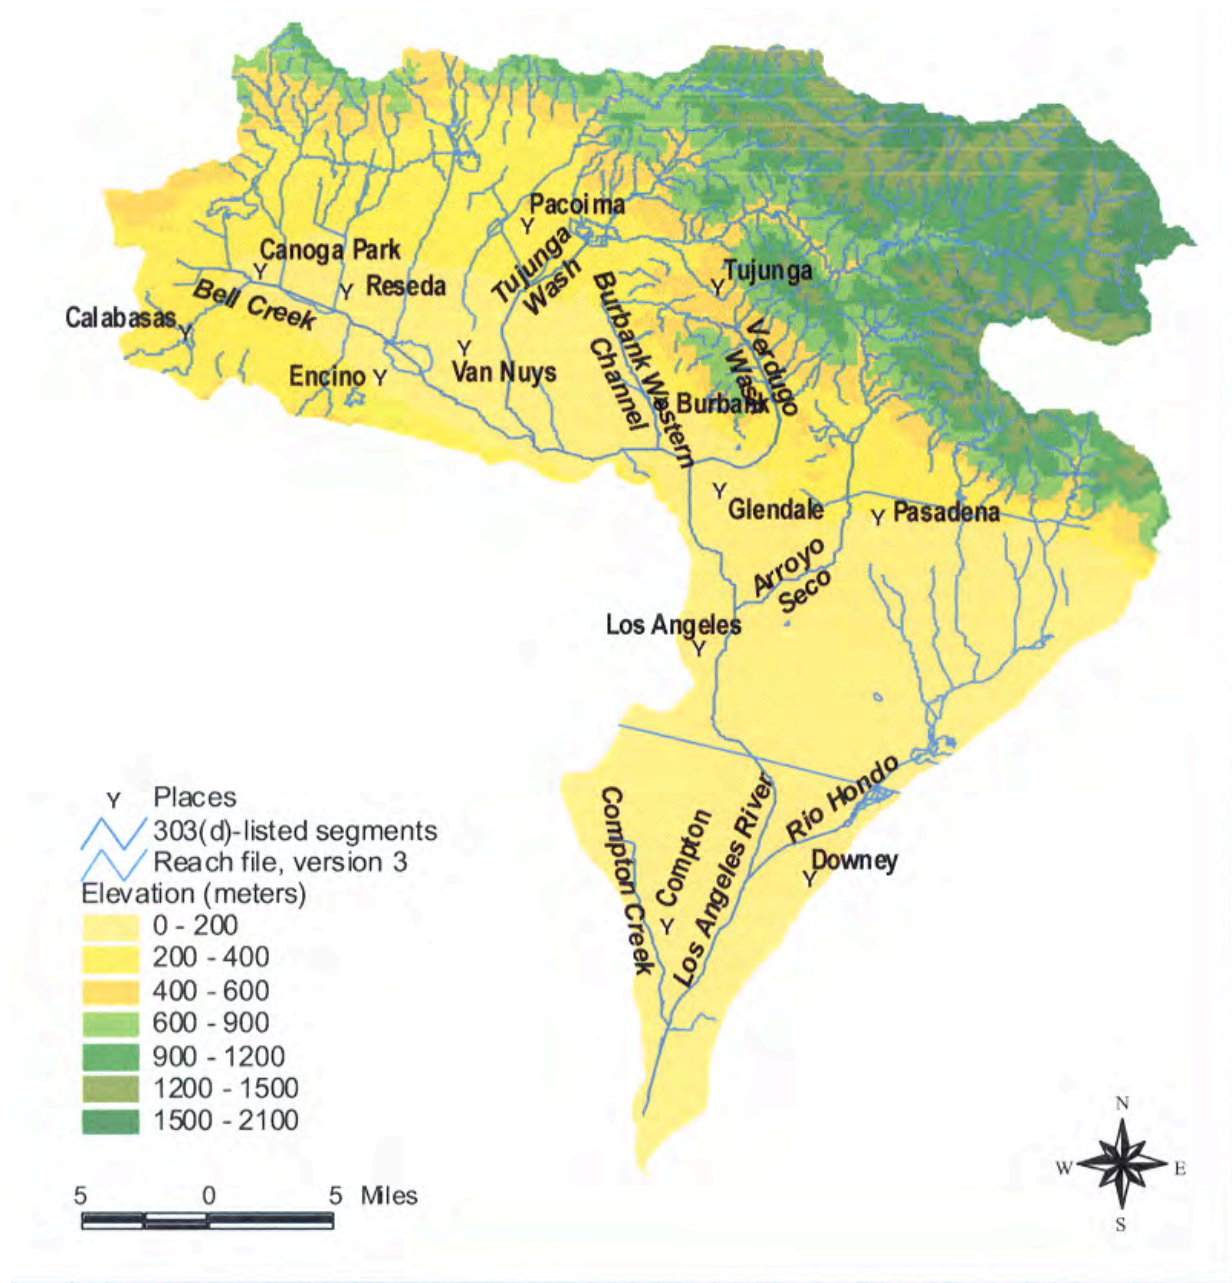 Pacoima
Canoga Park
Tujunga
Wash
Tujunga
Reseda
Bell Creek
Calabasas
Burbank Western
Channel
Verdugo
Wash
Encino
Van Nuys
Burbank
Glendale
Pasadena
Arroyo
Seco
Los Angeles
Rio Hondo
Compton Creek
Compton
Los Angeles River
Downey
Y Places
303(d)-listed segments
Reach file, version 3
Elevation (meters)
0 - 200
200 - 400
400 - 600
600 - 900
900 - 1200
1200 - 1500
1500 - 2100
5 0 5 Miles
N
W E
S